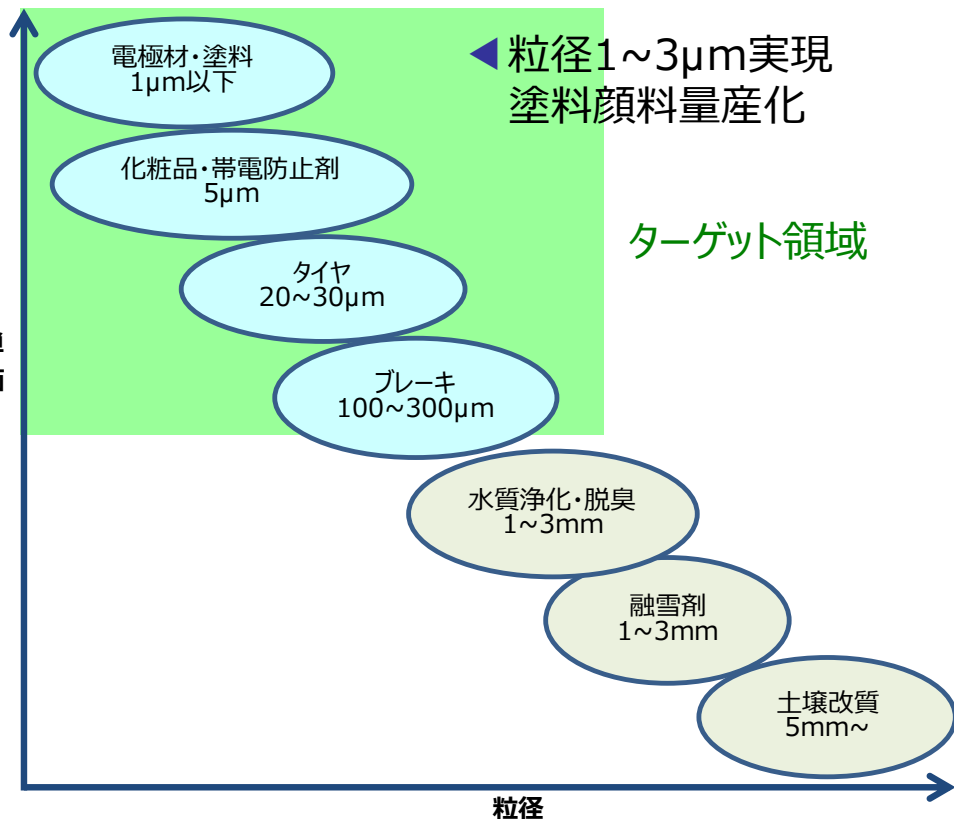 電極材・塗料
1μm以下
◀粒径1~3μm実現
塗料顔料量産化
化粧品・帯電防止剤
5μm
ターゲット領域
タイヤ
20~30μm
ブレーキ
100~300μm
水質浄化・脱臭
1~3mm
融雪剤
1~3mm
土壌改質
5mm~
粒径